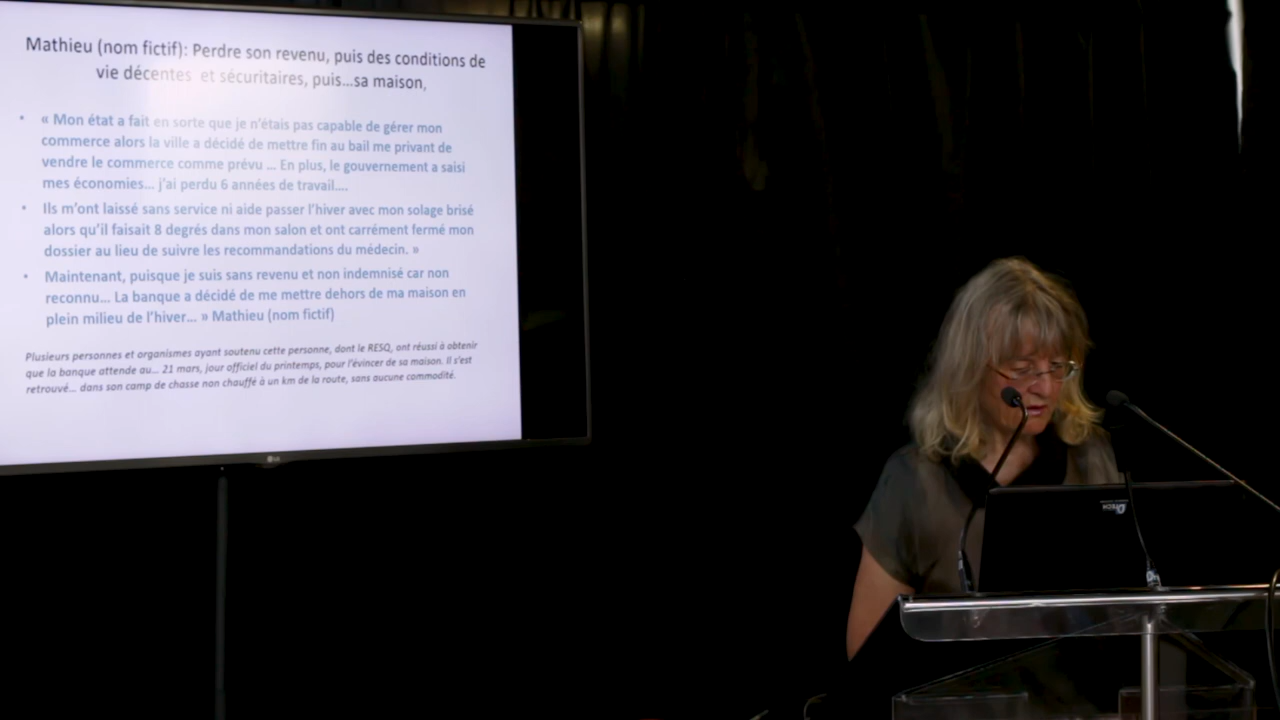 Mathieu (nom fictif): Perdre son revenu, puis des conditions de
vie décentes et sécuritaires, puis...sa maison,
• « Mon état a fait en sorte que je n'étais pas capable de gérer mon
commerce alors la ville a décidé de mettre fin au bail me privant de
vendre le commerce comme prévu ... En plus, le gouvernement a saisi
mes économies... j'ai perdu 6 années de travail....
• Ils m'ont laissé sans service ni aide passer l'hiver avec mon solage brisé
alors qu'il faisait 8 degrés dans mon salon et ont carrément fermé mon
dossier au lieu de suivre les recommandations du médecin. »
• Maintenant, puisque je suis sans revenu et non indemnisé car non
reconnu... La banque a décidé de me mettre dehors de ma maison en
plein milieu de l'hiver... » Mathieu (nom fictif)
Plusieurs personnes et organismes ayant soutenu cette personne, dont le RESQ, ont réussi à obtenir
que la banque attende au... 21 mars, jour officiel du printemps, pour l'évincer de sa maison. Il s'est
retrouvé... dans son camp de chasse non chauffé à un km de la route, sans aucune commodité.
LG